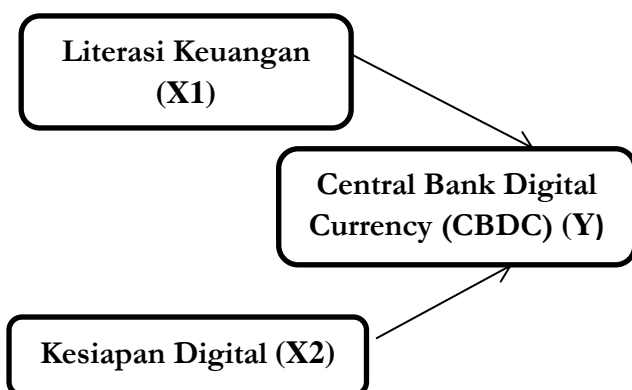 Literasi Keuangan
(X1)
Central Bank Digital
Currency (CBDC) (Y)
Kesiapan Digital (X2)